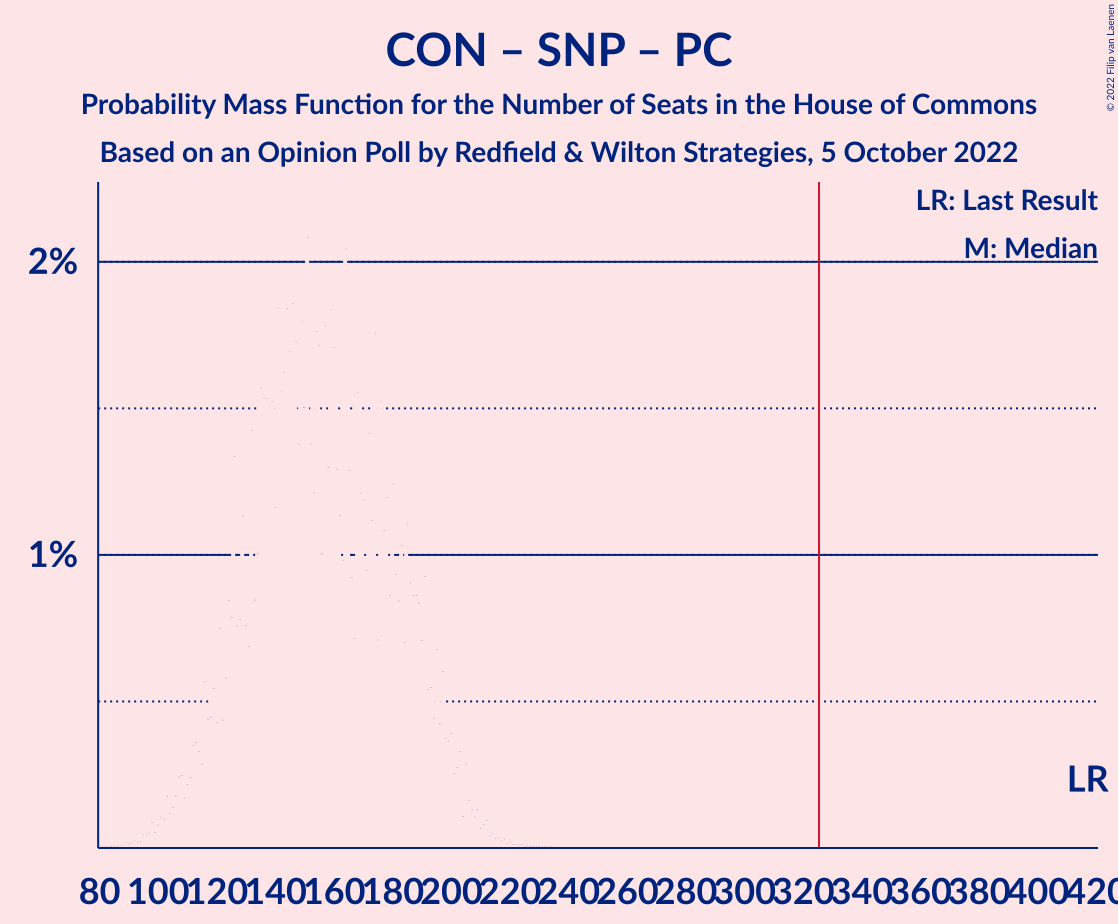 CON – SNP – PC
Probability Mass Function for the Number of Seats in the House of Commons
Based on an Opinion Poll by Redfield & Wilton Strategies, 5 October 2022
© 2022 Filip van Laenen
LR: Last Result
M: Median
2%
1%
LR
80 100 120 140 160 180 200 220 240 260 280 300 320 340 360 380 400 420